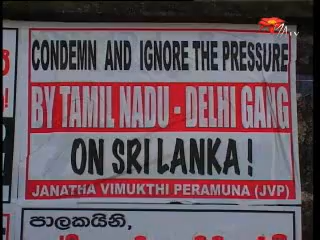 CONDEMN AND IGNORE THE PRESSURE
BY TAMIL NADU - DELHI GANG
ON SRI LANKA !
JANATHA VIMUKTHI PERAMUNA (JVP)
පාලකයිනි,